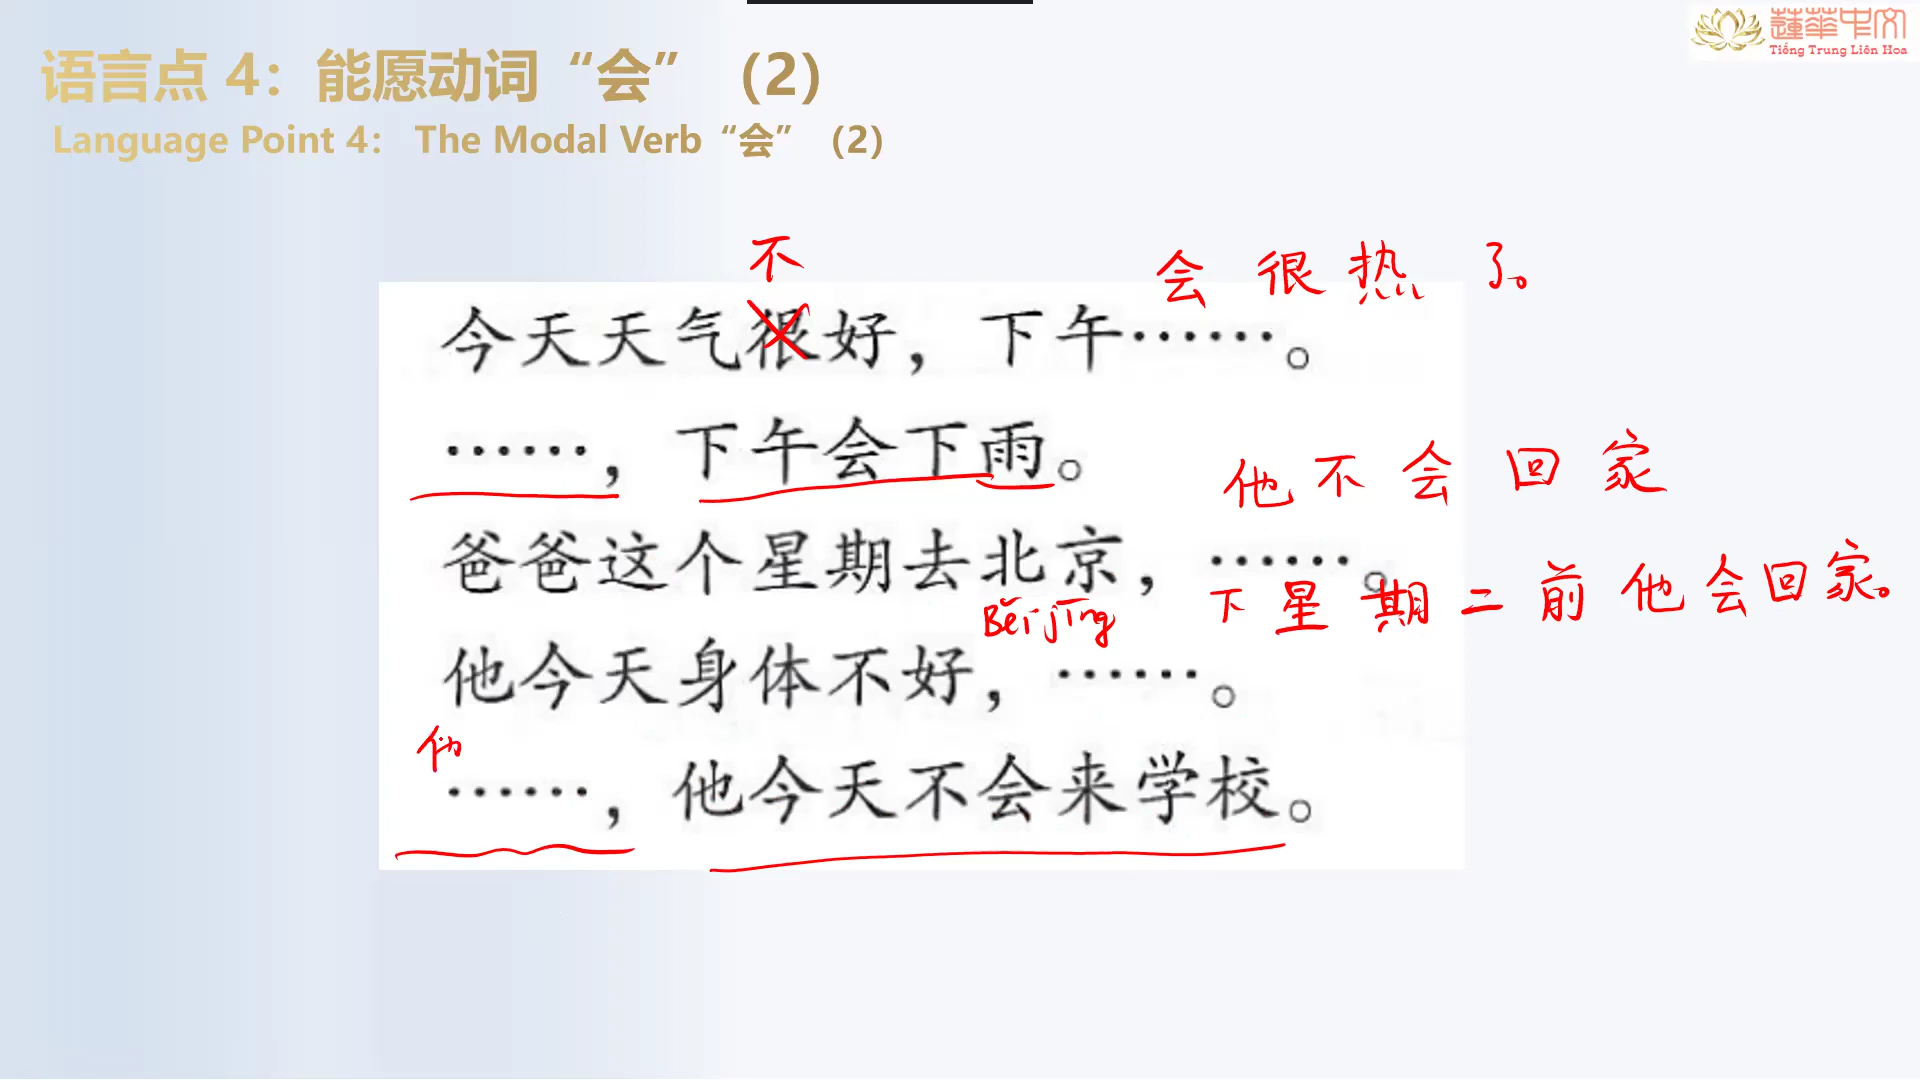 语言点 4：能愿动词“会”（2）
Language Point 4： The Modal Verb “会”（2）
蓮華中文
Tiếng Trung Liên Hoa
不
会很热了。
今天天气很好，下午……。
……，下午会下雨。
他不会回家
爸爸这个星期去北京，……。
Běijīng
下星期二前他会回家。
他今天身体不好，……。
他
……，他今天不会来学校。